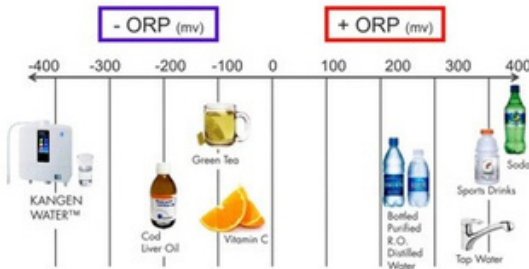 - ORP (mv)
+ ORP (mv)
-400 -300 -200 -100 0 100 200 300 400
KANGEN
WATER™
Cod
Liver Oil
Green Tea
Vitamin C
Bottled
Purified
R.O.
Distilled
Water
Sports Drinks
Tap Water
Soda